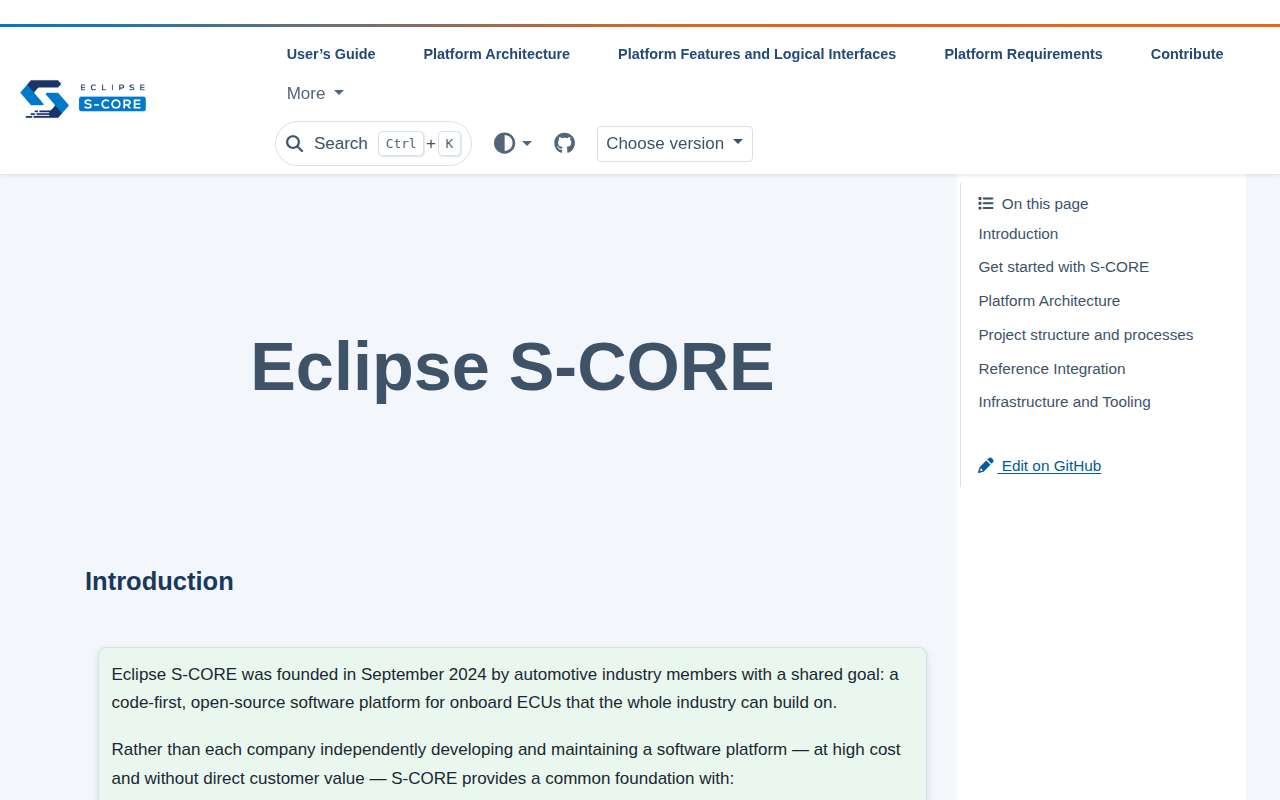 User’s Guide
Platform Architecture
Platform Features and Logical Interfaces
Platform Requirements
Contribute
ECLIPSE
S-CORE
More
Search Ctrl + K
Choose version
On this page
Introduction
Get started with S-CORE
Platform Architecture
Project structure and processes
Reference Integration
Infrastructure and Tooling
Edit on GitHub
Eclipse S-CORE
Introduction
Eclipse S-CORE was founded in September 2024 by automotive industry members with a shared goal: a
code-first, open-source software platform for onboard ECUs that the whole industry can build on.
Rather than each company independently developing and maintaining a software platform — at high cost
and without direct customer value — S-CORE provides a common foundation with: